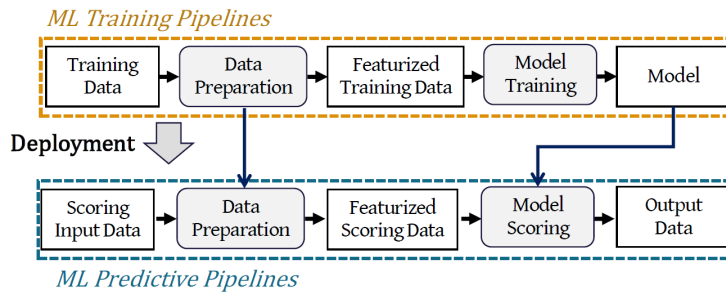 ML Training Pipelines
Training
Data
Data
Preparation
Featurized
Training Data
Model
Training
Model
Deployment
Scoring
Input Data
Data
Preparation
Featurized
Scoring Data
Model
Scoring
Output
Data
ML Predictive Pipelines